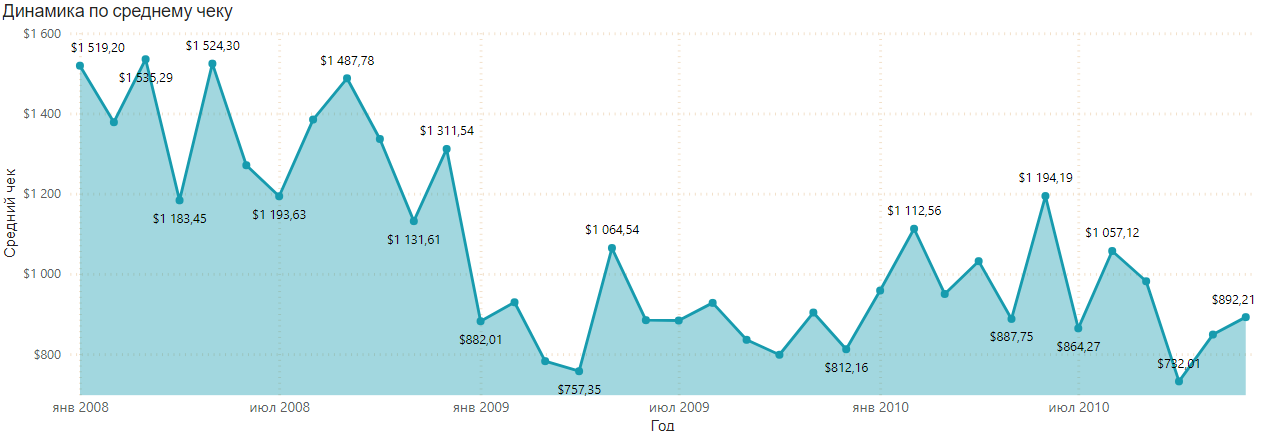 Динамика по среднему чеку
$1 600
$1 400
$1 200
$1 000
$800
Средний чек
$1 519,20
$1 535,29
$1 183,45
$1 524,30
$1 193,63
$1 487,78
$1 131,61
$1 311,54
$882,01
$757,35
$1 064,54
$812,16
$1 112,56
$887,75
$1 194,19
$864,27
$1 057,12
$732,01
$892,21
янв 2008
июл 2008
янв 2009
июл 2009
янв 2010
июл 2010
Год